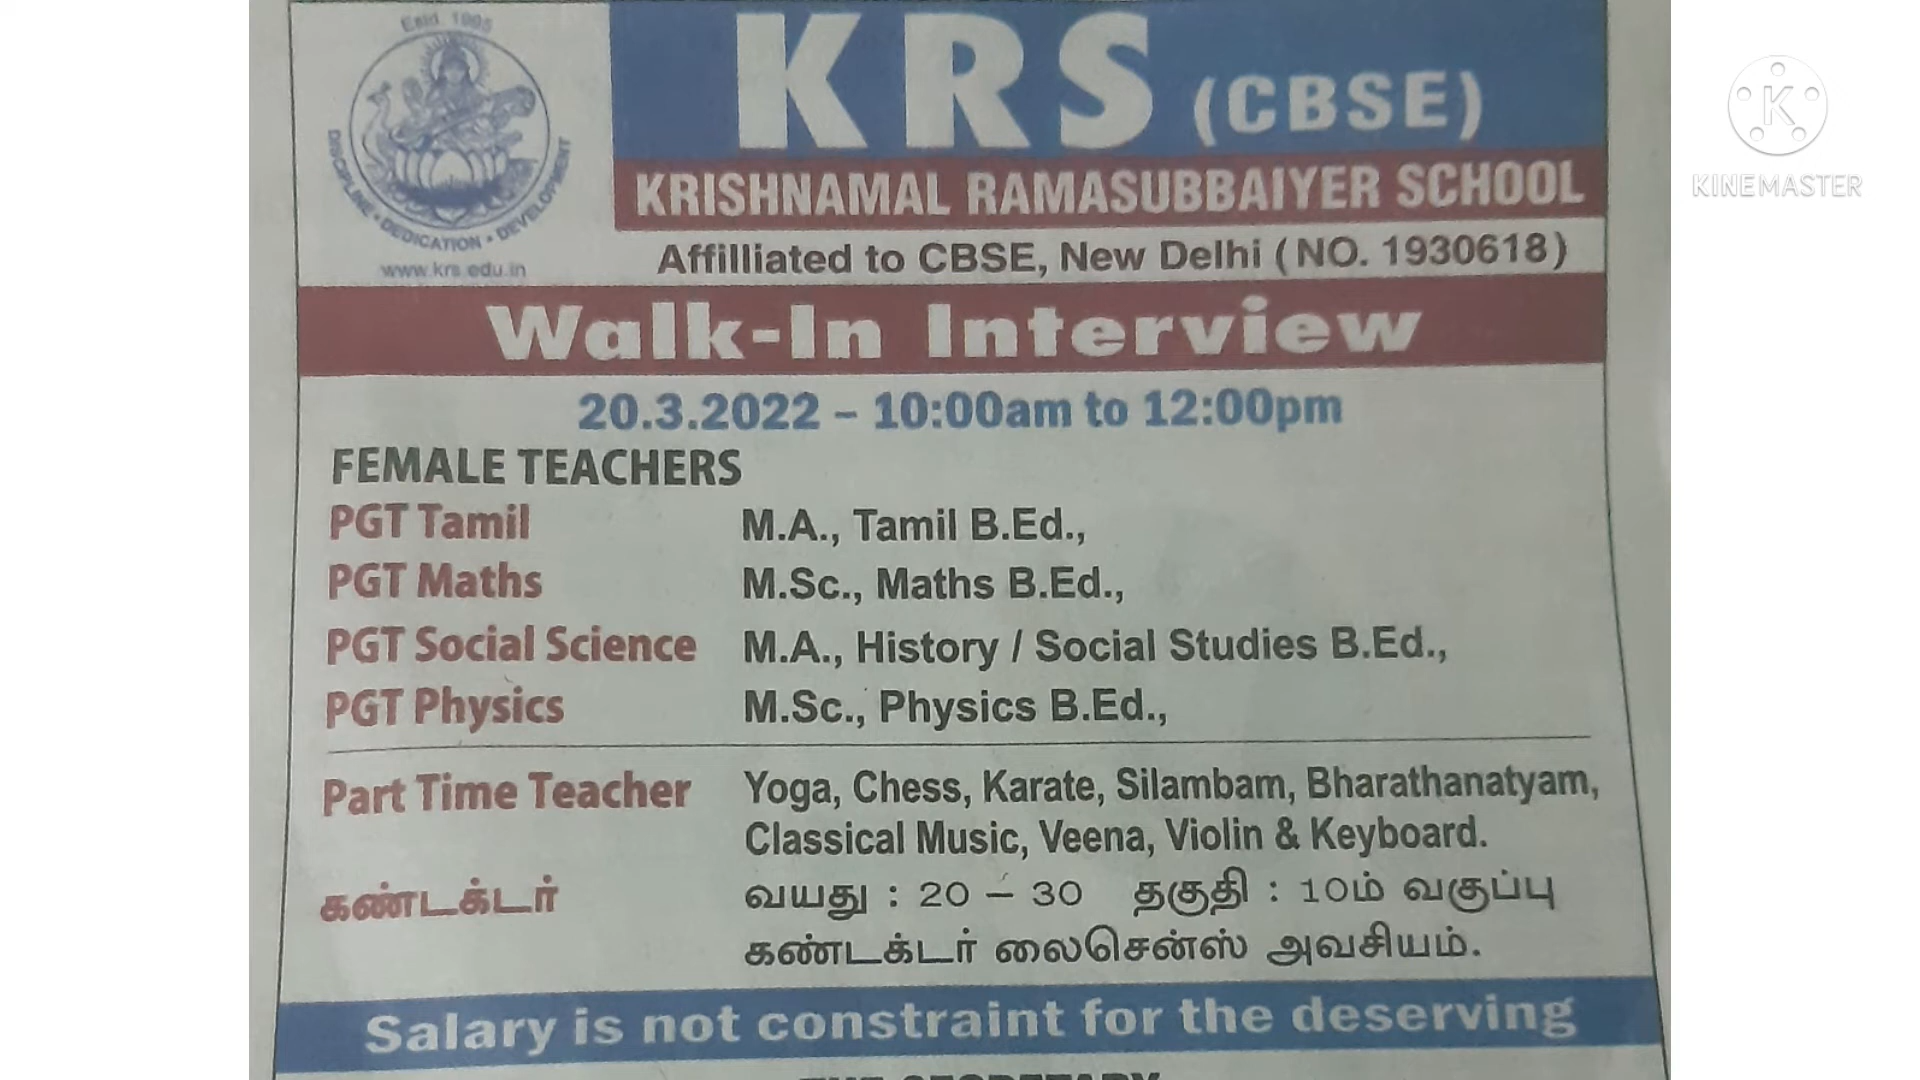 Estd. 1995
DISCIPLINE • DEDICATION • DEVELOPMENT
www.krs.edu.in
KRS (CBSE)
KRISHNAMAL RAMASUBBAIYER SCHOOL
Affilliated to CBSE, New Delhi (NO. 1930618)
Walk-In Interview
20.3.2022 – 10:00am to 12:00pm
FEMALE TEACHERS
PGT Tamil M.A., Tamil B.Ed.,
PGT Maths M.Sc., Maths B.Ed.,
PGT Social Science M.A., History / Social Studies B.Ed.,
PGT Physics M.Sc., Physics B.Ed.,
Part Time Teacher Yoga, Chess, Karate, Silambam, Bharathanatyam,
Classical Music, Veena, Violin & Keyboard.
கண்டக்டர் வயது : 20 – 30 தகுதி : 10ம் வகுப்பு
கண்டக்டர் லைசென்ஸ் அவசியம்.
Salary is not constraint for the deserving
K
KINEMASTER